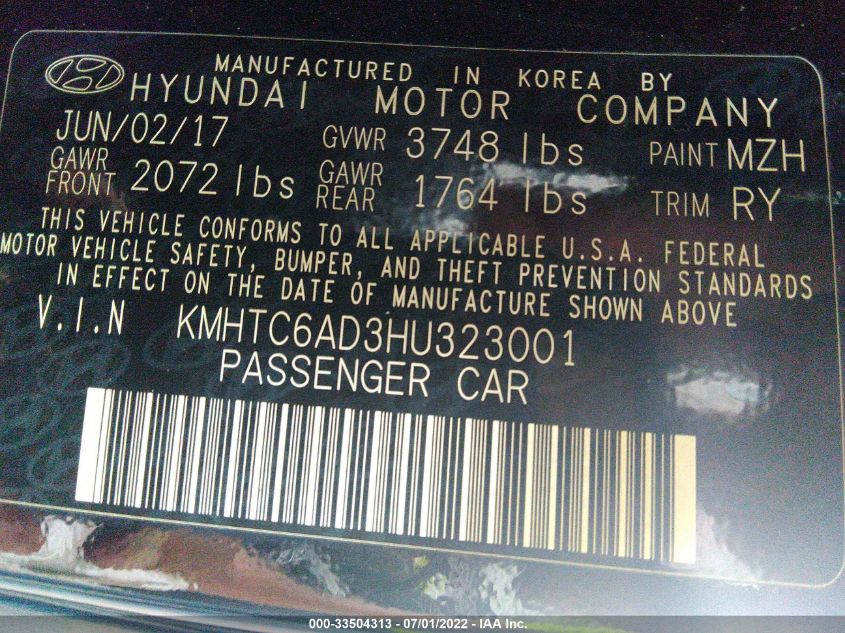 MANUFACTURED IN KOREA BY
HYUNDAI MOTOR COMPANY
JUN/02/17 GVWR 3748 lbs PAINT MZH
GAWR FRONT 2072 lbs GAWR REAR 1764 lbs TRIM RY
THIS VEHICLE CONFORMS TO ALL APPLICABLE U.S.A. FEDERAL
MOTOR VEHICLE SAFETY, BUMPER, AND THEFT PREVENTION STANDARDS
IN EFFECT ON THE DATE OF MANUFACTURE SHOWN ABOVE
V.I.N KMHTC6AD3HU323001
PASSENGER CAR
000-33504313 - 07/01/2022 - IAA Inc.